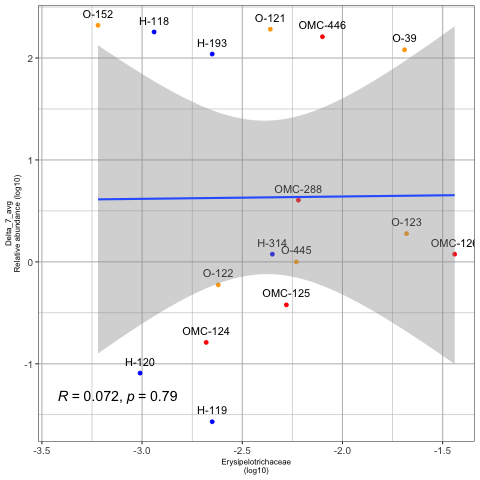 O-152
H-118
O-121
OMC-446
H-193
O-39
2
1
OMC-288
O-123
H-314
O-445
OMC-126
0
O-122
OMC-125
OMC-124
H-120
-1
R = 0.072, p = 0.79
H-119
-3.5
-3.0
-2.5
-2.0
-1.5
Erysipelotrichaceae
(log10)
Delta_7_avg
Relative abundance (log10)